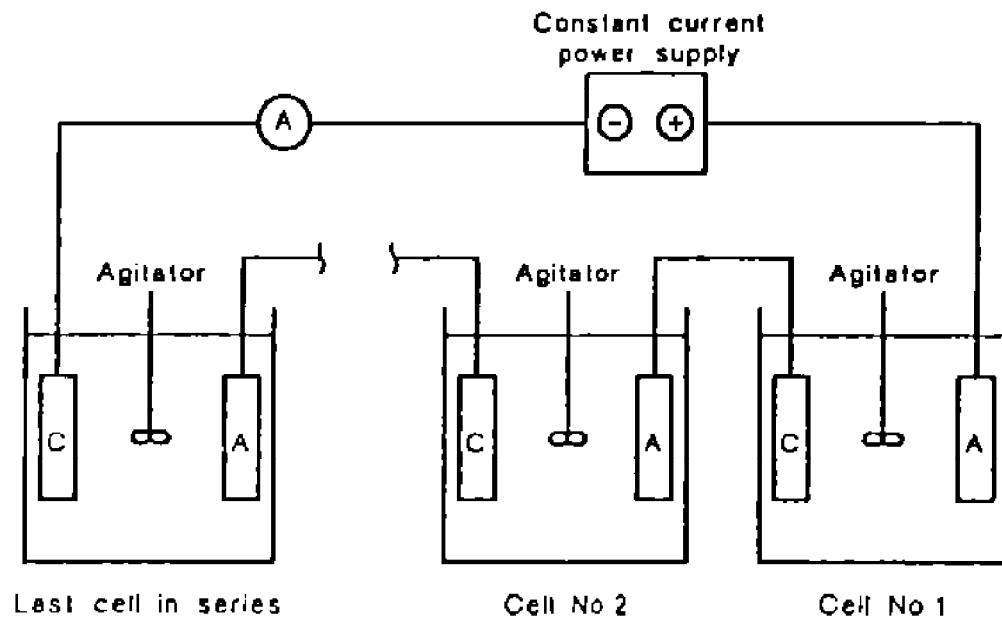 Constant current
power supply
A
−
+
Agitator
Agitator
Agitator
C
A
C
A
C
A
Last cell in series
Cell No 2
Cell No 1